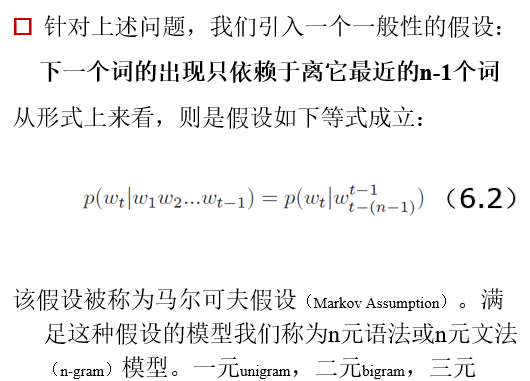 针对上述问题，我们引入一个一般性的假设：
下一个词的出现只依赖于离它最近的n-1个词
从形式上来看，则是假设如下等式成立：
p(w_t|w_1w_2...w_{t-1}) = p(w_t|w_{t-(n-1)}^{t-1}) （6.2）
该假设被称为马尔可夫假设（Markov Assumption）。满
足这种假设的模型我们称为n元语法或n元文法
（n-gram）模型。一元unigram，二元bigram，三元